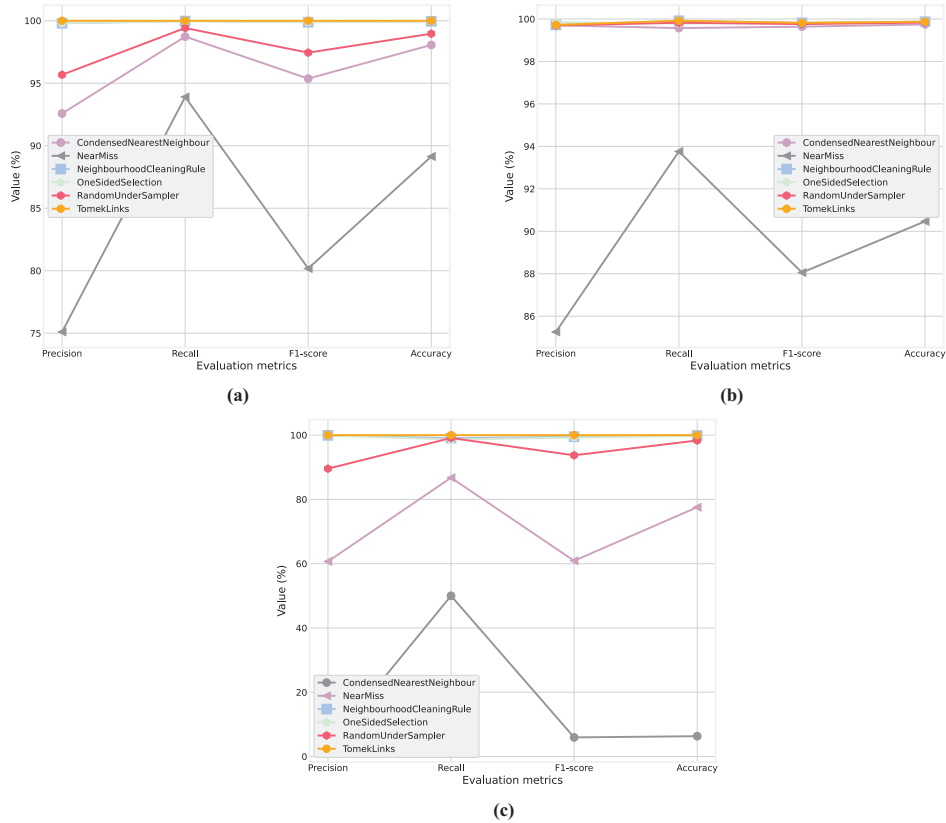 100
95
90
85
80
75
Value (%)
CondensedNearestNeighbour
NearMiss
NeighbourhoodCleaningRule
OneSidedSelection
RandomUnderSampler
TomekLinks
Precision
Recall
F1-score
Accuracy
Evaluation metrics
(a)
100
98
96
94
92
90
88
86
Value (%)
CondensedNearestNeighbour
NearMiss
NeighbourhoodCleaningRule
OneSidedSelection
RandomUnderSampler
TomekLinks
Precision
Recall
F1-score
Accuracy
Evaluation metrics
(b)
100
80
60
40
20
0
Value (%)
CondensedNearestNeighbour
NearMiss
NeighbourhoodCleaningRule
OneSidedSelection
RandomUnderSampler
TomekLinks
Precision
Recall
F1-score
Accuracy
Evaluation metrics
(c)